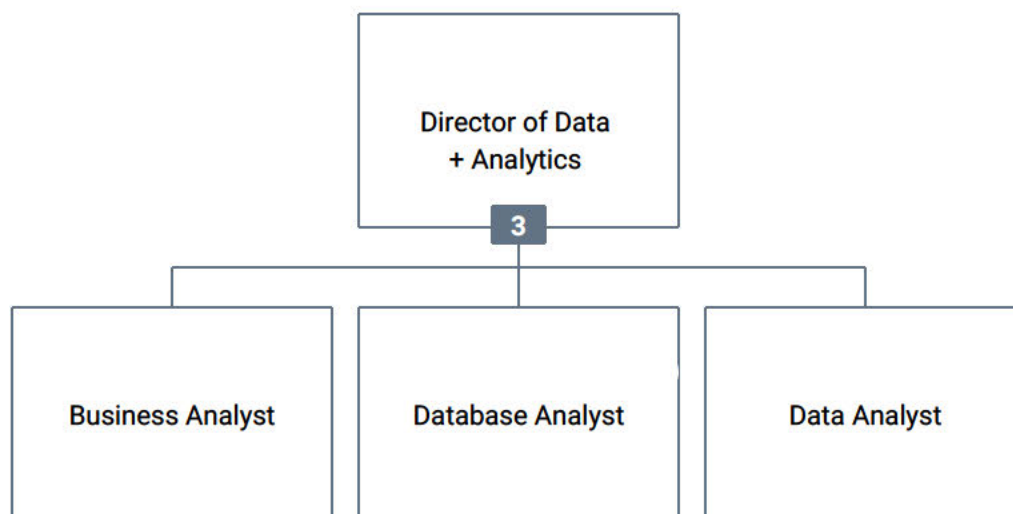 Director of Data
+ Analytics
3
Business Analyst
Database Analyst
Data Analyst